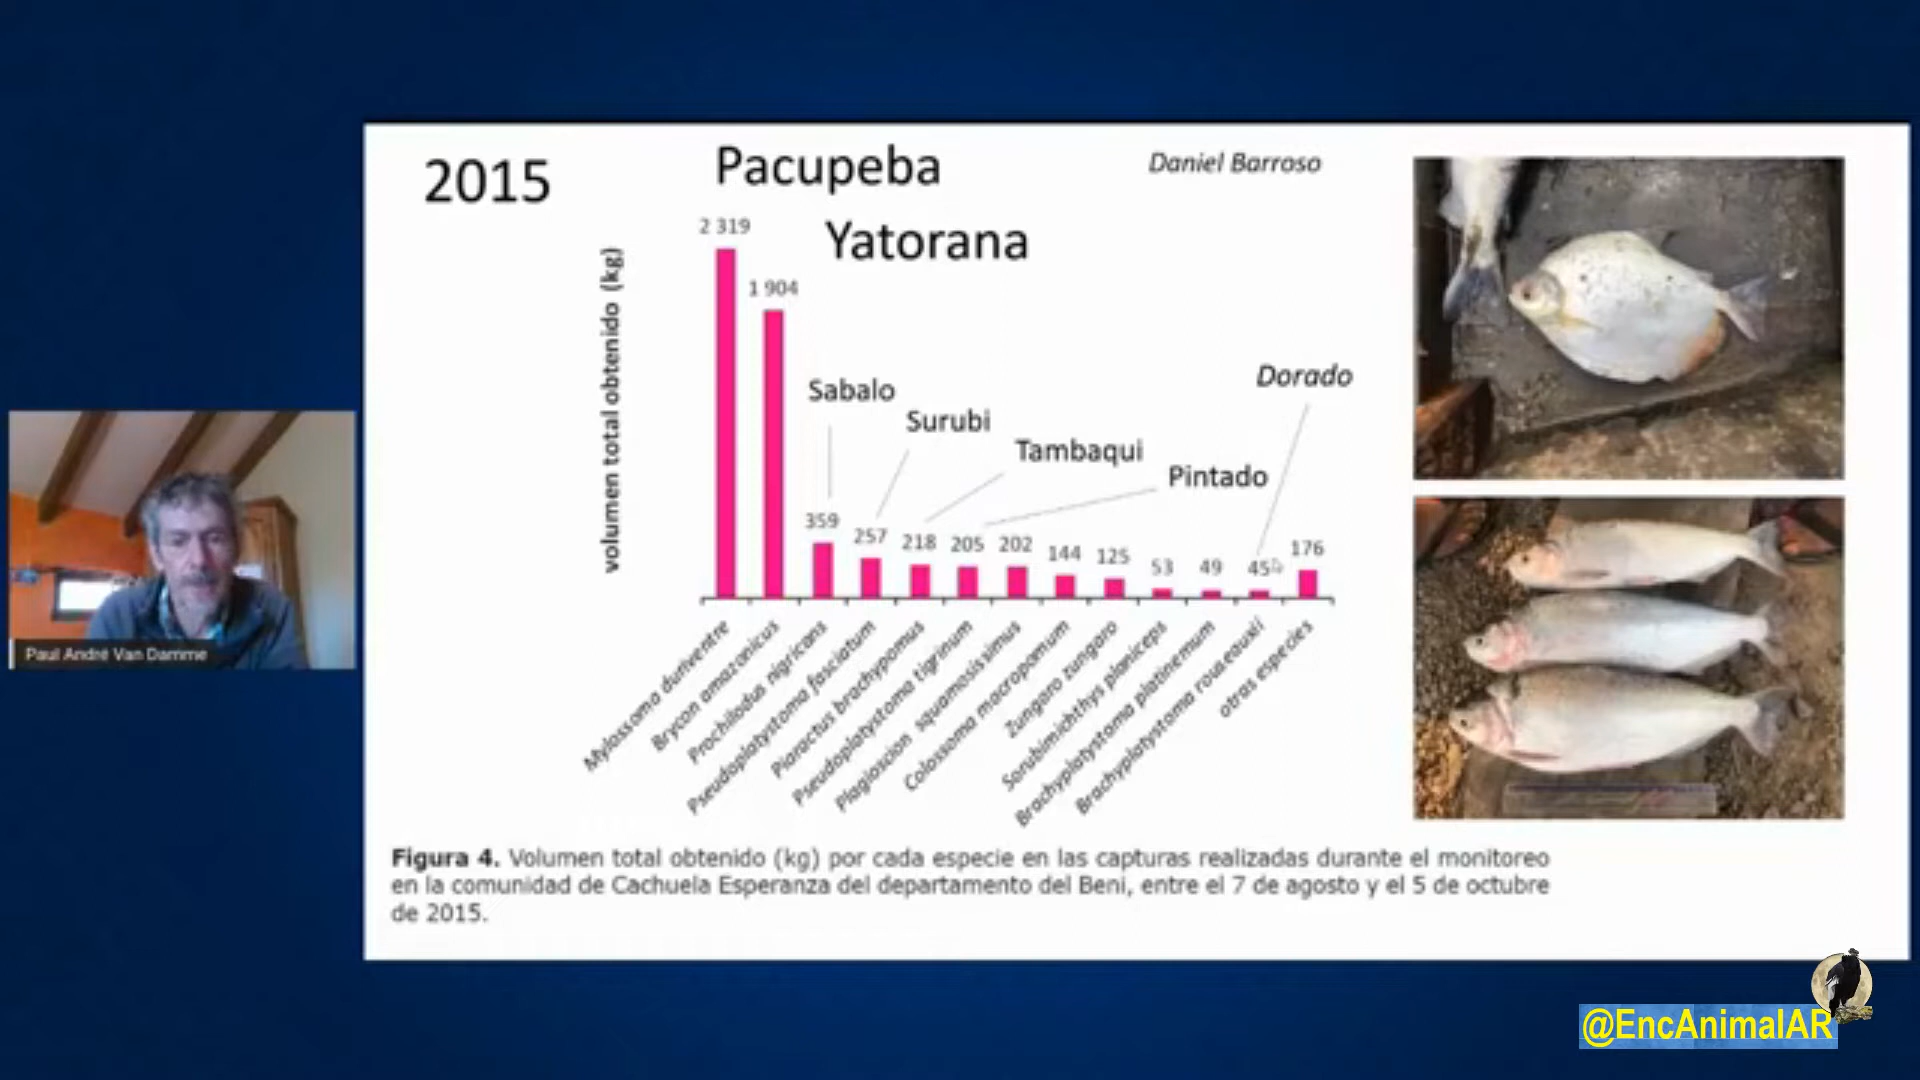 2015
Pacupeba
Daniel Barroso
Yatorana
volumen total obtenido (kg)
2 319
1 904
Sabalo
Surubi
Tambaqui
Pintado
Dorado
359
257
218
205
202
144
125
53
49
45
176
Mylossoma duriventre
Brycon amazonicus
Prochilodus nigricans
Pseudoplatystoma fasciatum
Piaractus brachypomus
Pseudoplatystoma tigrinum
Plagioscion squamosissimus
Colossoma macropomum
Zungaro zungaro
Sorubimichthys planiceps
Brachyplatystoma platinemum
Brachyplatystoma rouseauxii
otras especies
Paul André Van Damme
Figura 4. Volumen total obtenido (kg) por cada especie en las capturas realizadas durante el monitoreo
en la comunidad de Cachuela Esperanza del departamento del Beni, entre el 7 de agosto y el 5 de octubre
de 2015.
@EncAnimalAR